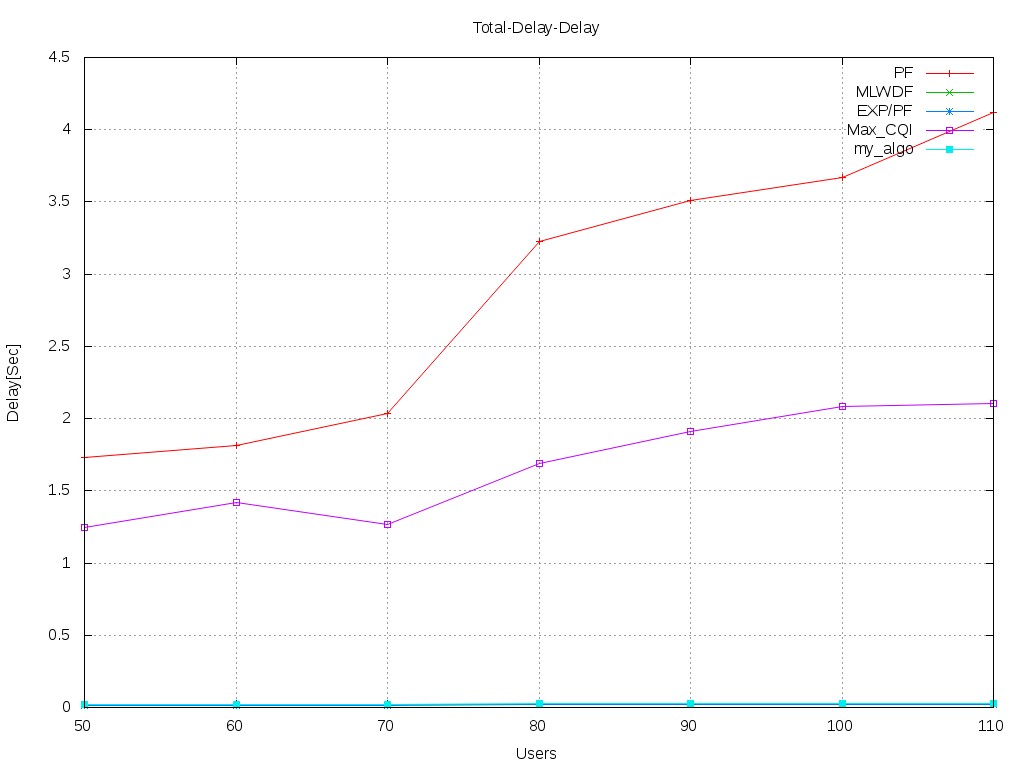 Total-Delay-Delay
PF
MLWDF
EXP/PF
Max_CQI
my_algo
4.5
4
3.5
3
2.5
2
1.5
1
0.5
0
Delay[Sec]
50 60 70 80 90 100 110
Users